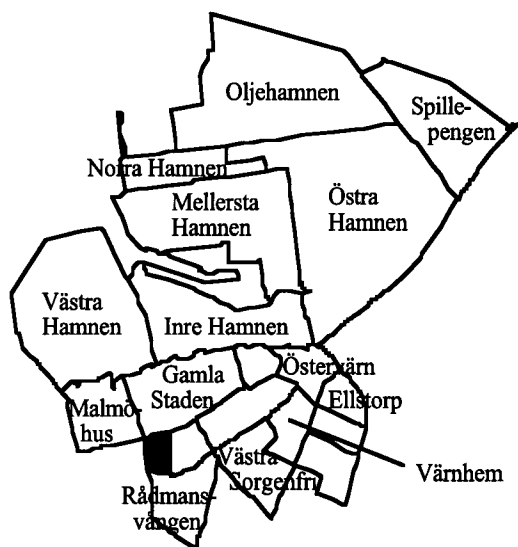 Oljehamnen
Spille-
pengen
Norra Hamnen
Mellersta
Hamnen
Östra
Hamnen
Västra
Hamnen
Inre Hamnen
Östervärn
Gamla
Staden
Ellstorp
Malmö-
hus
Västra
Sorgenfri
Värnhem
Rådmans-
vången